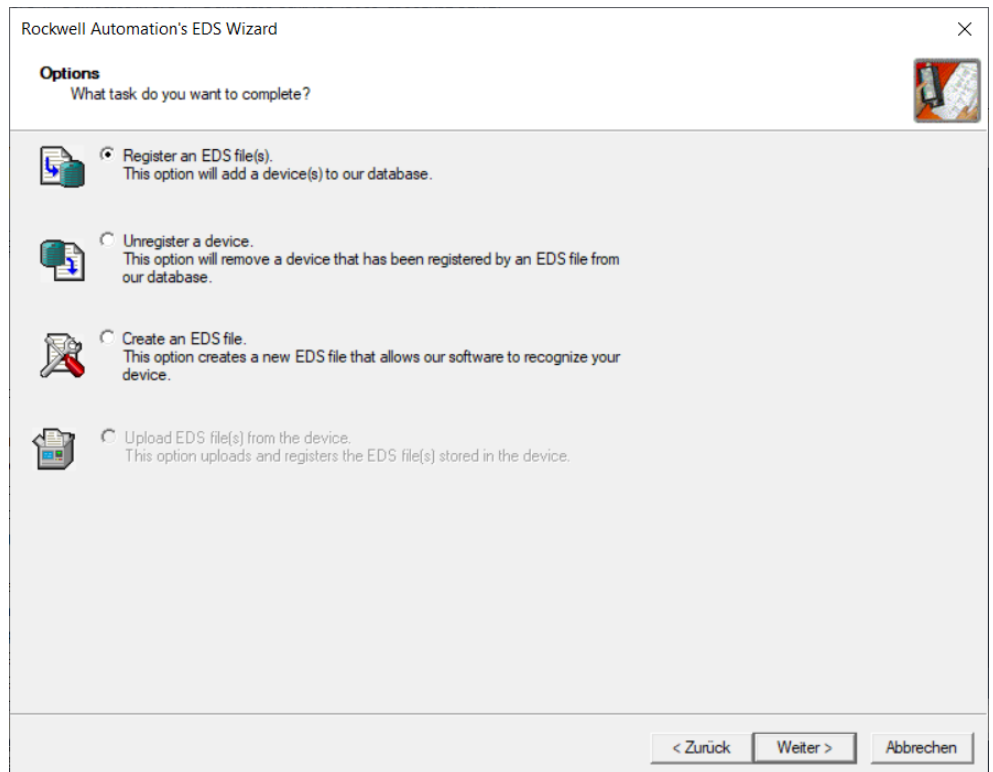 Rockwell Automation's EDS Wizard
Options
What task do you want to complete?
Register an EDS file(s).
This option will add a device(s) to our database.
Unregister a device.
This option will remove a device that has been registered by an EDS file from
our database.
Create an EDS file.
This option creates a new EDS file that allows our software to recognize your
device.
Upload EDS file(s) from the device.
This option uploads and registers the EDS file(s) stored in the device.
< Zurück Weiter > Abbrechen